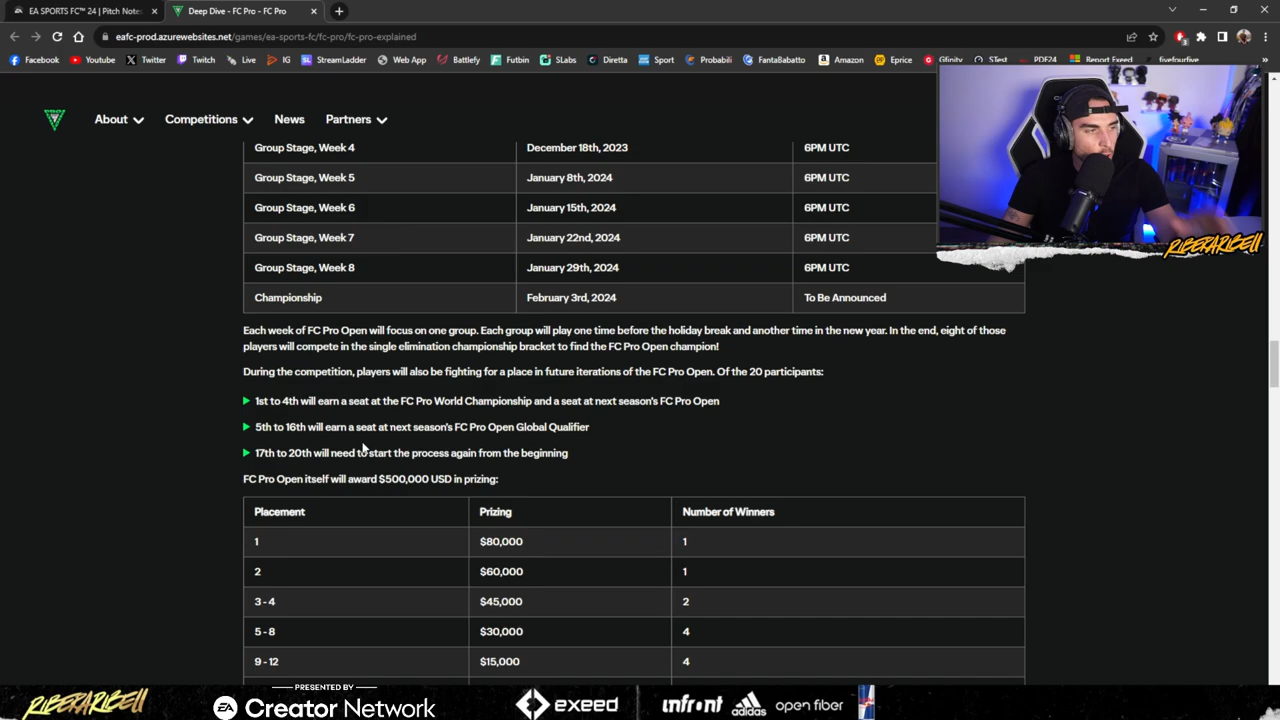 EA SPORTS FC™ 24 | Pitch Note:
Deep Dive - FC Pro - FC Pro
eafc-prod.azurewebsites.net/games/ea-sports-fc/fc-pro/fc-pro-explained
Facebook Youtube Twitter Twitch Live IG StreamLadder Web App Battlefy Futbin SLabs Diretta Sport Probabili FantaBabatto Amazon Eprice Gfinity STest PDF24 Report Exeed fivefourfive
About Competitions News Partners
Group Stage, Week 4 December 18th, 2023 6PM UTC
Group Stage, Week 5 January 8th, 2024 6PM UTC
Group Stage, Week 6 January 15th, 2024 6PM UTC
Group Stage, Week 7 January 22nd, 2024 6PM UTC
Group Stage, Week 8 January 29th, 2024 6PM UTC
Championship February 3rd, 2024 To Be Announced
RIBERARIBELL
Each week of FC Pro Open will focus on one group. Each group will play one time before the holiday break and another time in the new year. In the end, eight of those
players will compete in the single elimination championship bracket to find the FC Pro Open champion!
During the competition, players will also be fighting for a place in future iterations of the FC Pro Open. Of the 20 participants:
1st to 4th will earn a seat at the FC Pro World Championship and a seat at next season's FC Pro Open
5th to 16th will earn a seat at next season's FC Pro Open Global Qualifier
17th to 20th will need to start the process again from the beginning
FC Pro Open itself will award $500,000 USD in prizing:
Placement Prizing Number of Winners
1 $80,000 1
2 $60,000 1
3 - 4 $45,000 2
5 - 8 $30,000 4
9 - 12 $15,000 4
RIBERARIBELL
PRESENTED BY
EA Creator Network
exeed
infront
adidas
open fiber